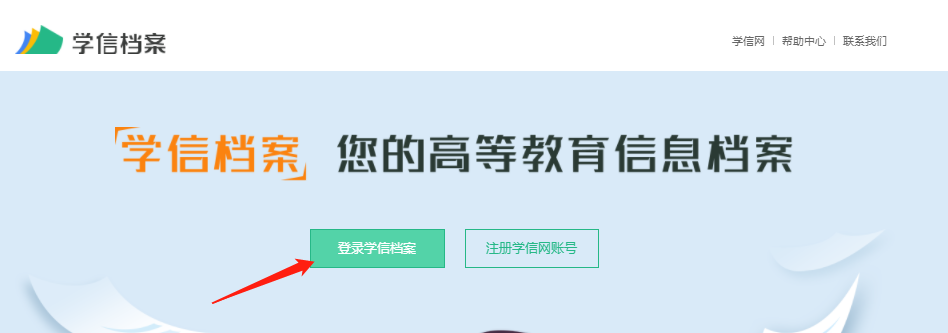 学信档案
学信网 | 帮助中心 | 联系我们
学信档案 您的高等教育信息档案
登录学信档案 注册学信网账号